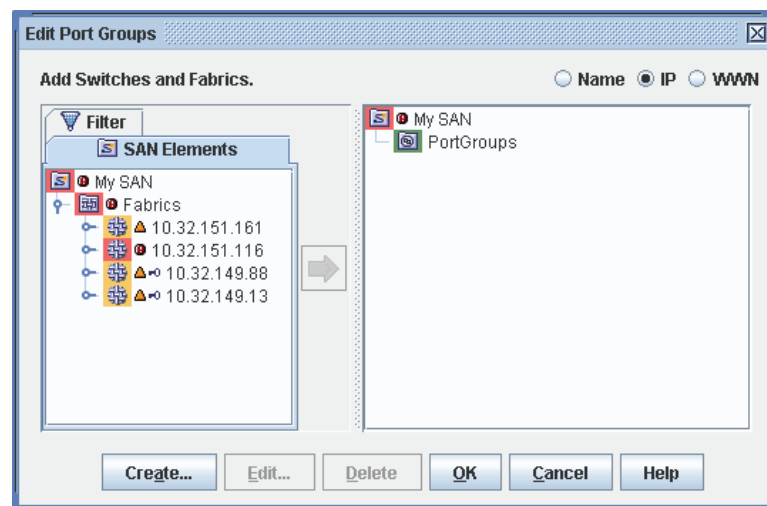 Edit Port Groups
Add Switches and Fabrics.
Name IP WWN
Filter
SAN Elements
My SAN
Fabrics
10.32.151.161
10.32.151.116
10.32.149.88
10.32.149.13
My SAN
PortGroups
Create... Edit... Delete OK Cancel Help